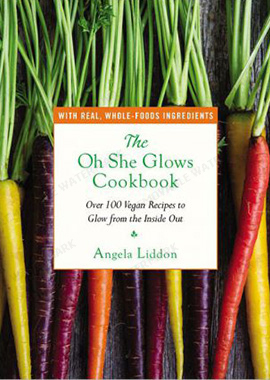 WITH REAL, WHOLE-FOODS INGREDIENTS
The
Oh She Glows
Cookbook
Over 100 Vegan Recipes to
Glow from the Inside Out
Angela Liddon